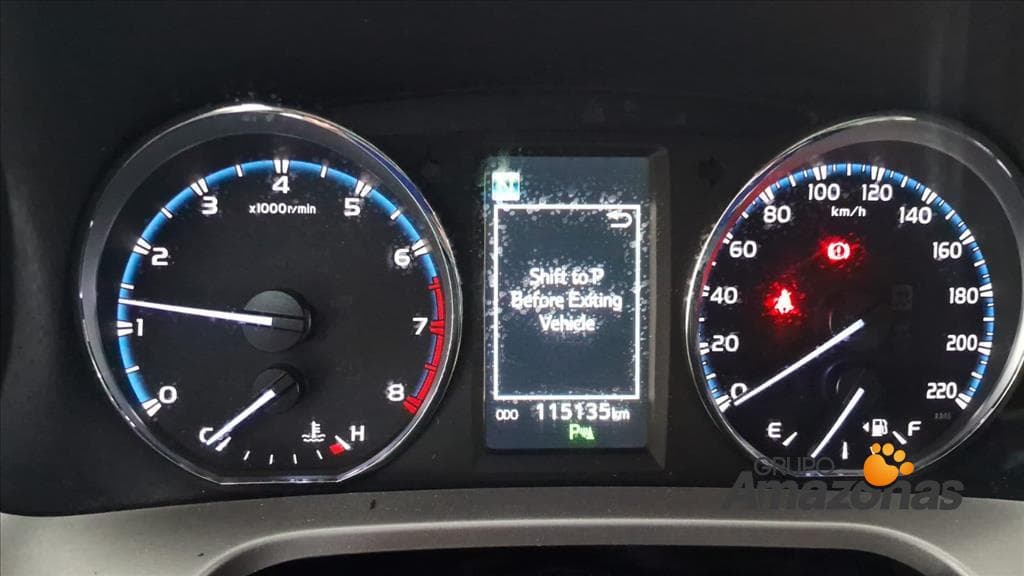 0 1 2 3 4 5 6 7 8
x1000r/min
C H
N
Shift to P
Before Exiting
Vehicle
ODO 115135km
P
0 20 40 60 80 100 120 140 160 180 200 220
km/h
E F
GRUPO
Amazonas